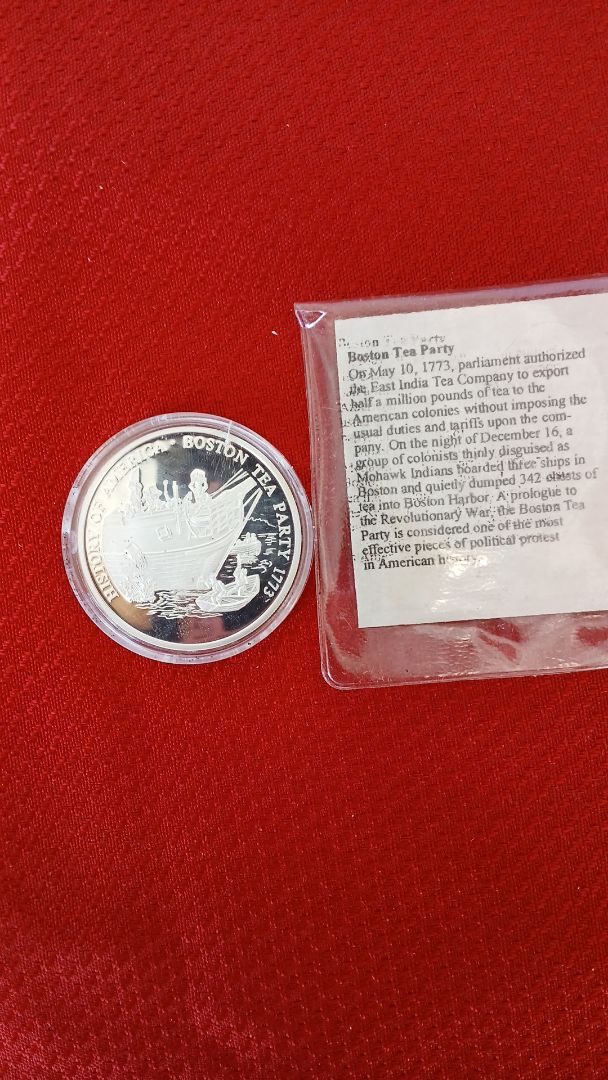 HISTORY OF AMERICA • BOSTON TEA PARTY 1773
Boston Tea Party
Boston Tea Party
On May 10, 1773, parliament authorized
the East India Tea Company to export
half a million pounds of tea to the
American colonies without imposing the
usual duties and tariffs upon the com-
pany. On the night of December 16, a
group of colonists thinly disguised as
Mohawk Indians boarded three ships in
Boston and quietly dumped 342 chests of
tea into Boston Harbor. A prologue to
the Revolutionary War, the Boston Tea
Party is considered one of the most
effective pieces of political protest
in American history.